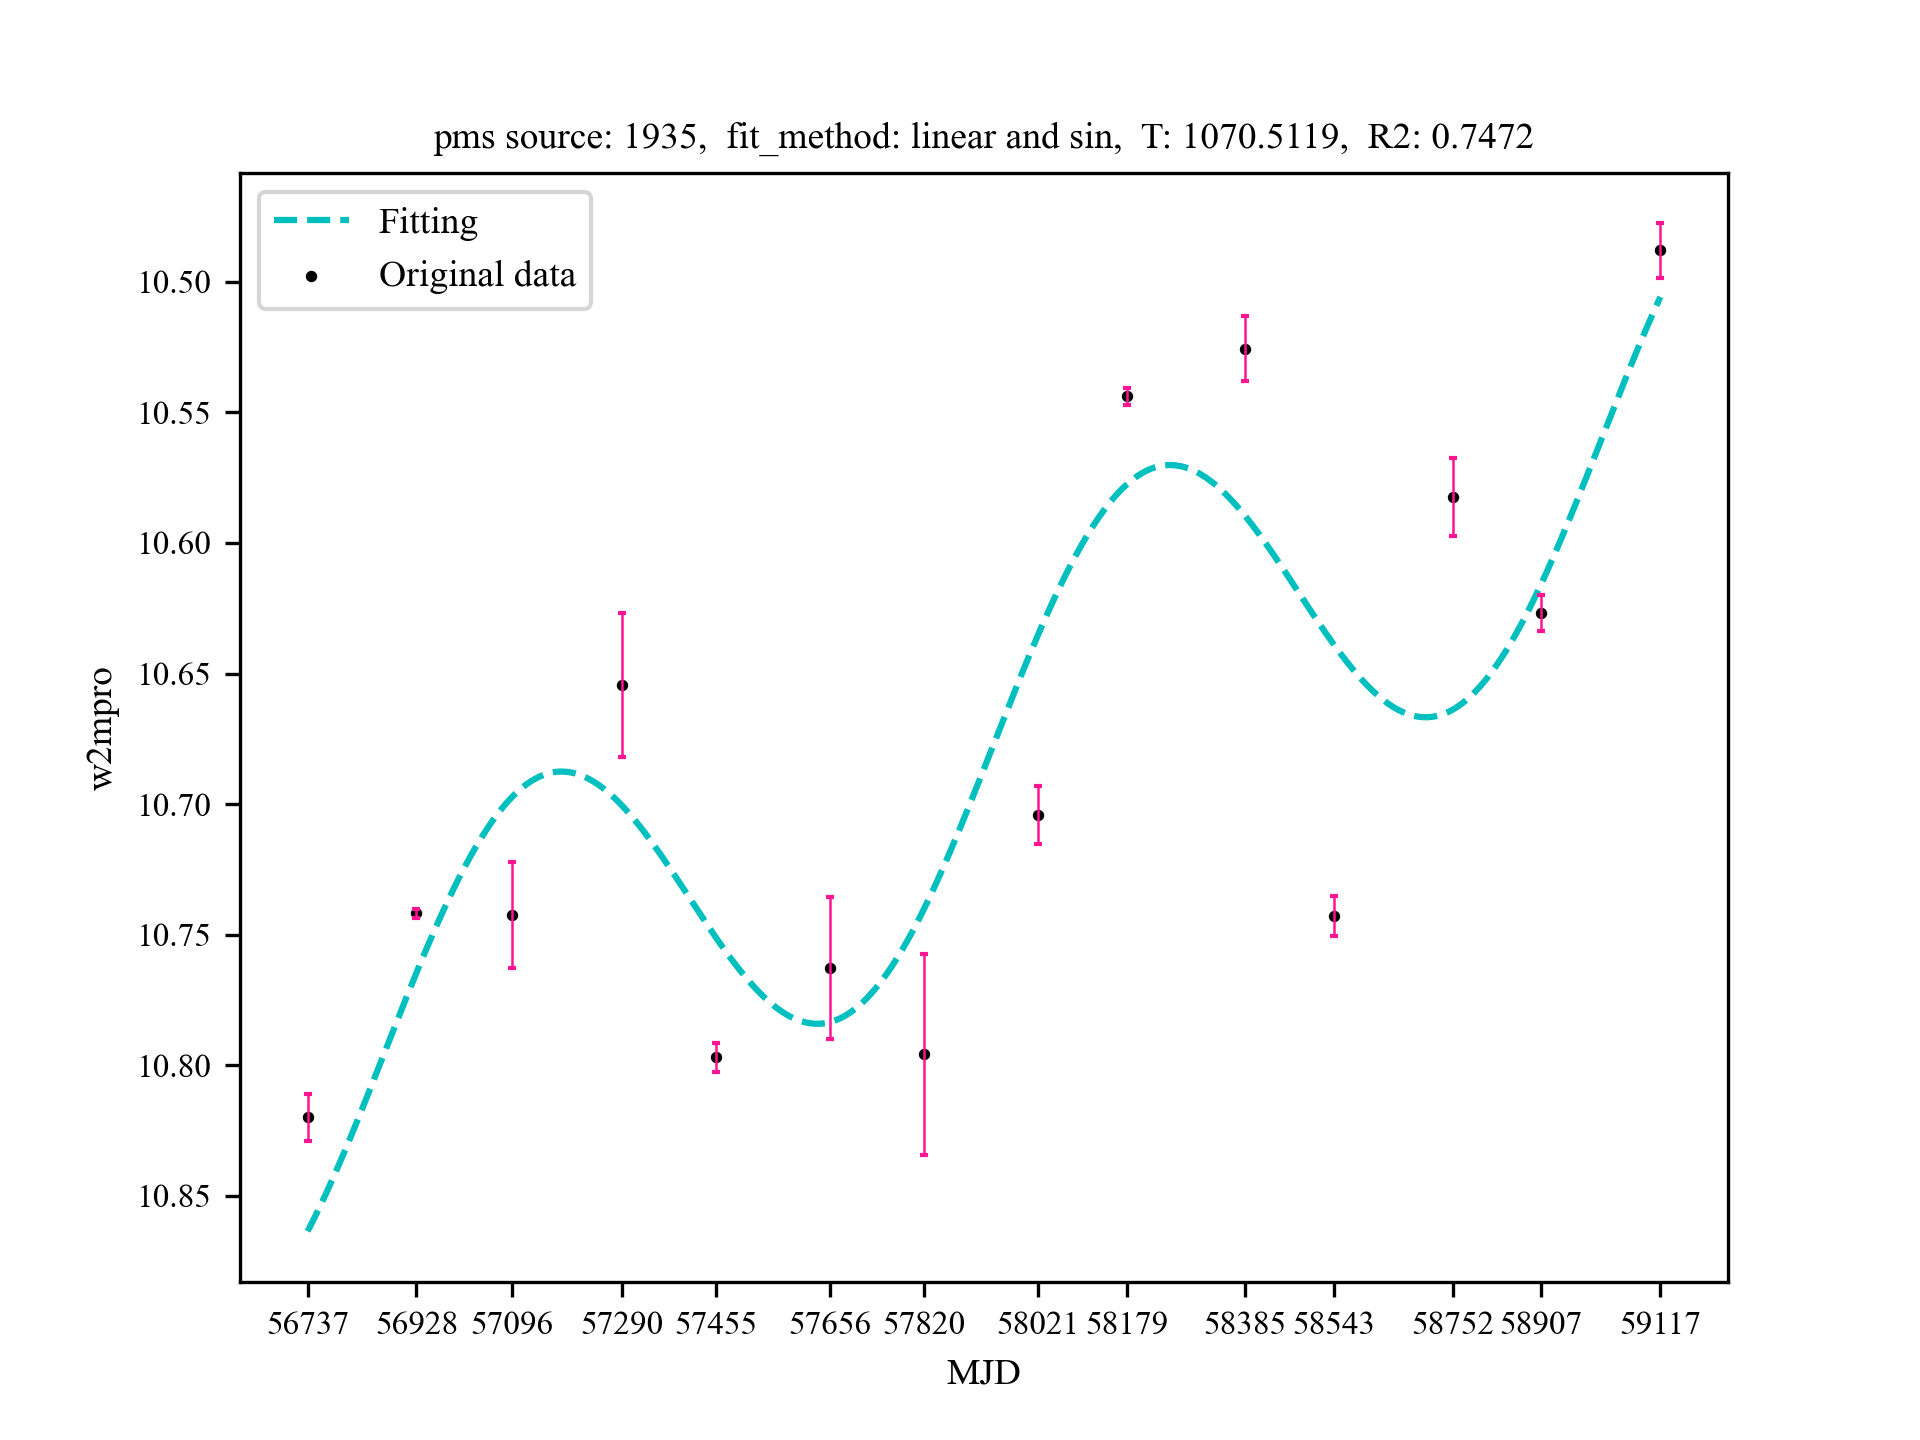 pms source: 1935,  fit_method: linear and sin,  T: 1070.5119,  R2: 0.7472
Fitting
Original data
10.50
10.55
10.60
10.65
10.70
10.75
10.80
10.85
w2mpro
56737 56928 57096 57290 57455 57656 57820 58021 58179 58385 58543 58752 58907 59117
MJD